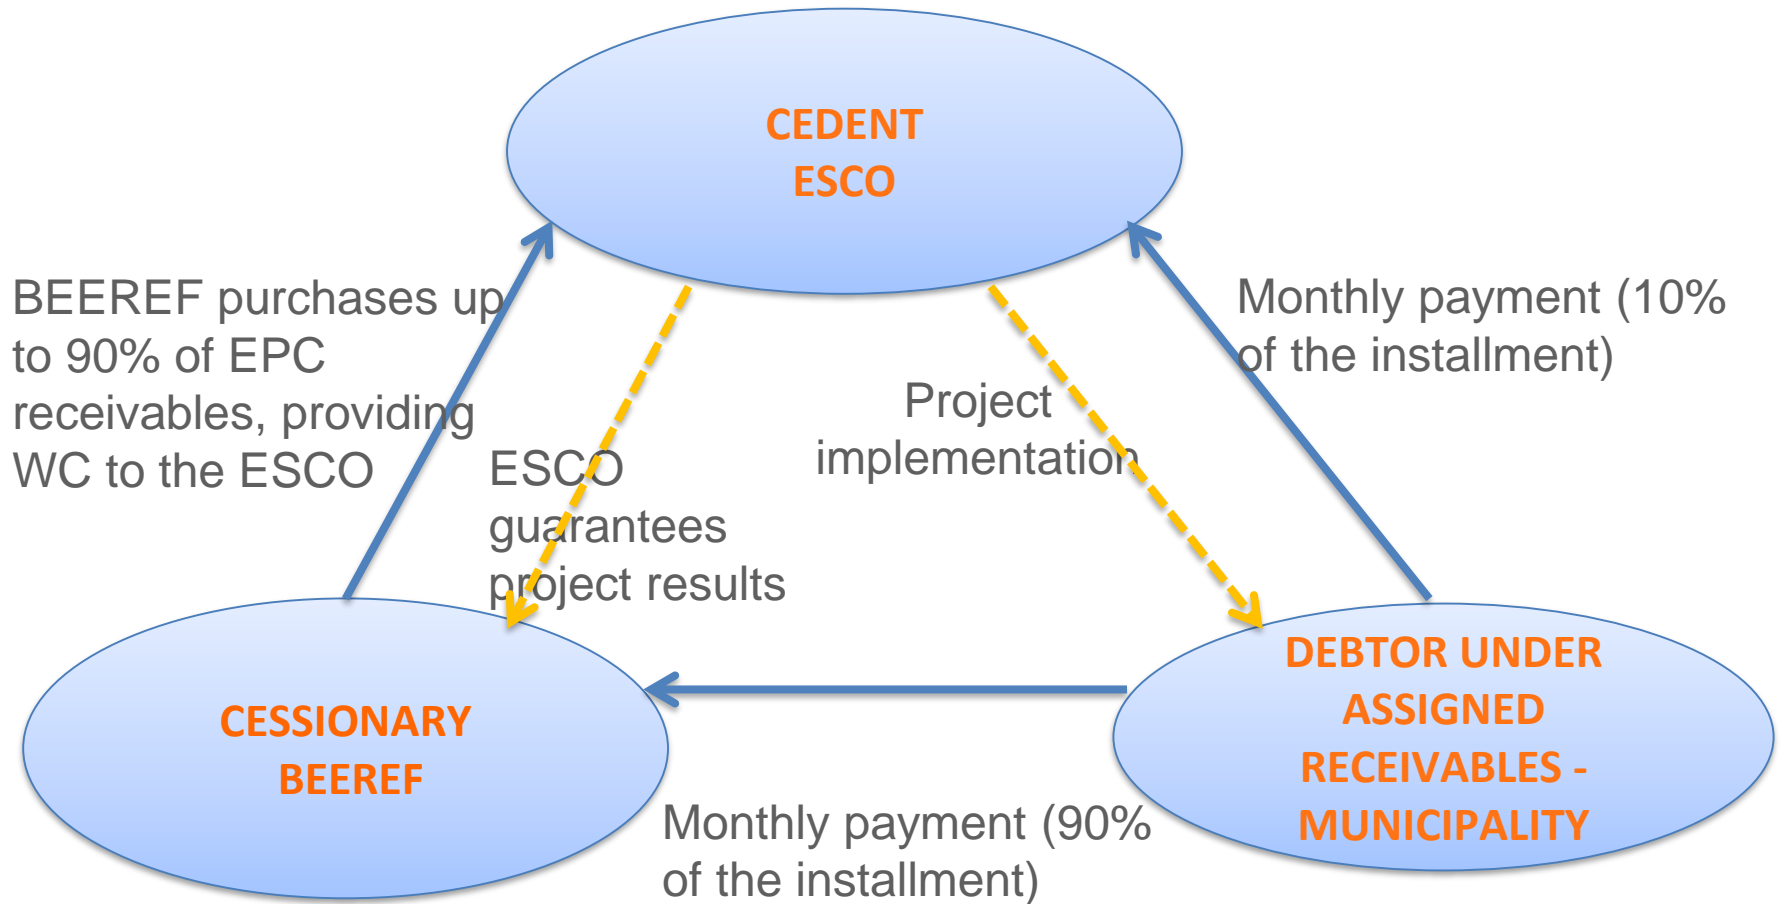 CEDENT
ESCO
BEEREF purchases up
to 90% of EPC
receivables, providing
WC to the ESCO
Monthly payment (10%
of the installment)
Project
implementation
ESCO
guarantees
project results
CESSIONARY
BEEREF
DEBTOR UNDER
ASSIGNED
RECEIVABLES -
MUNICIPALITY
Monthly payment (90%
of the installment)